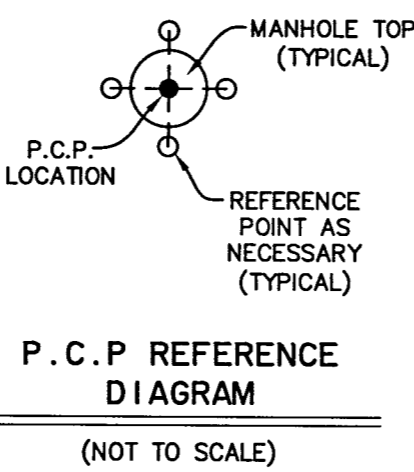 MANHOLE TOP
(TYPICAL)
P.C.P.
LOCATION
REFERENCE
POINT AS
NECESSARY
(TYPICAL)
P.C.P REFERENCE
DIAGRAM
(NOT TO SCALE)